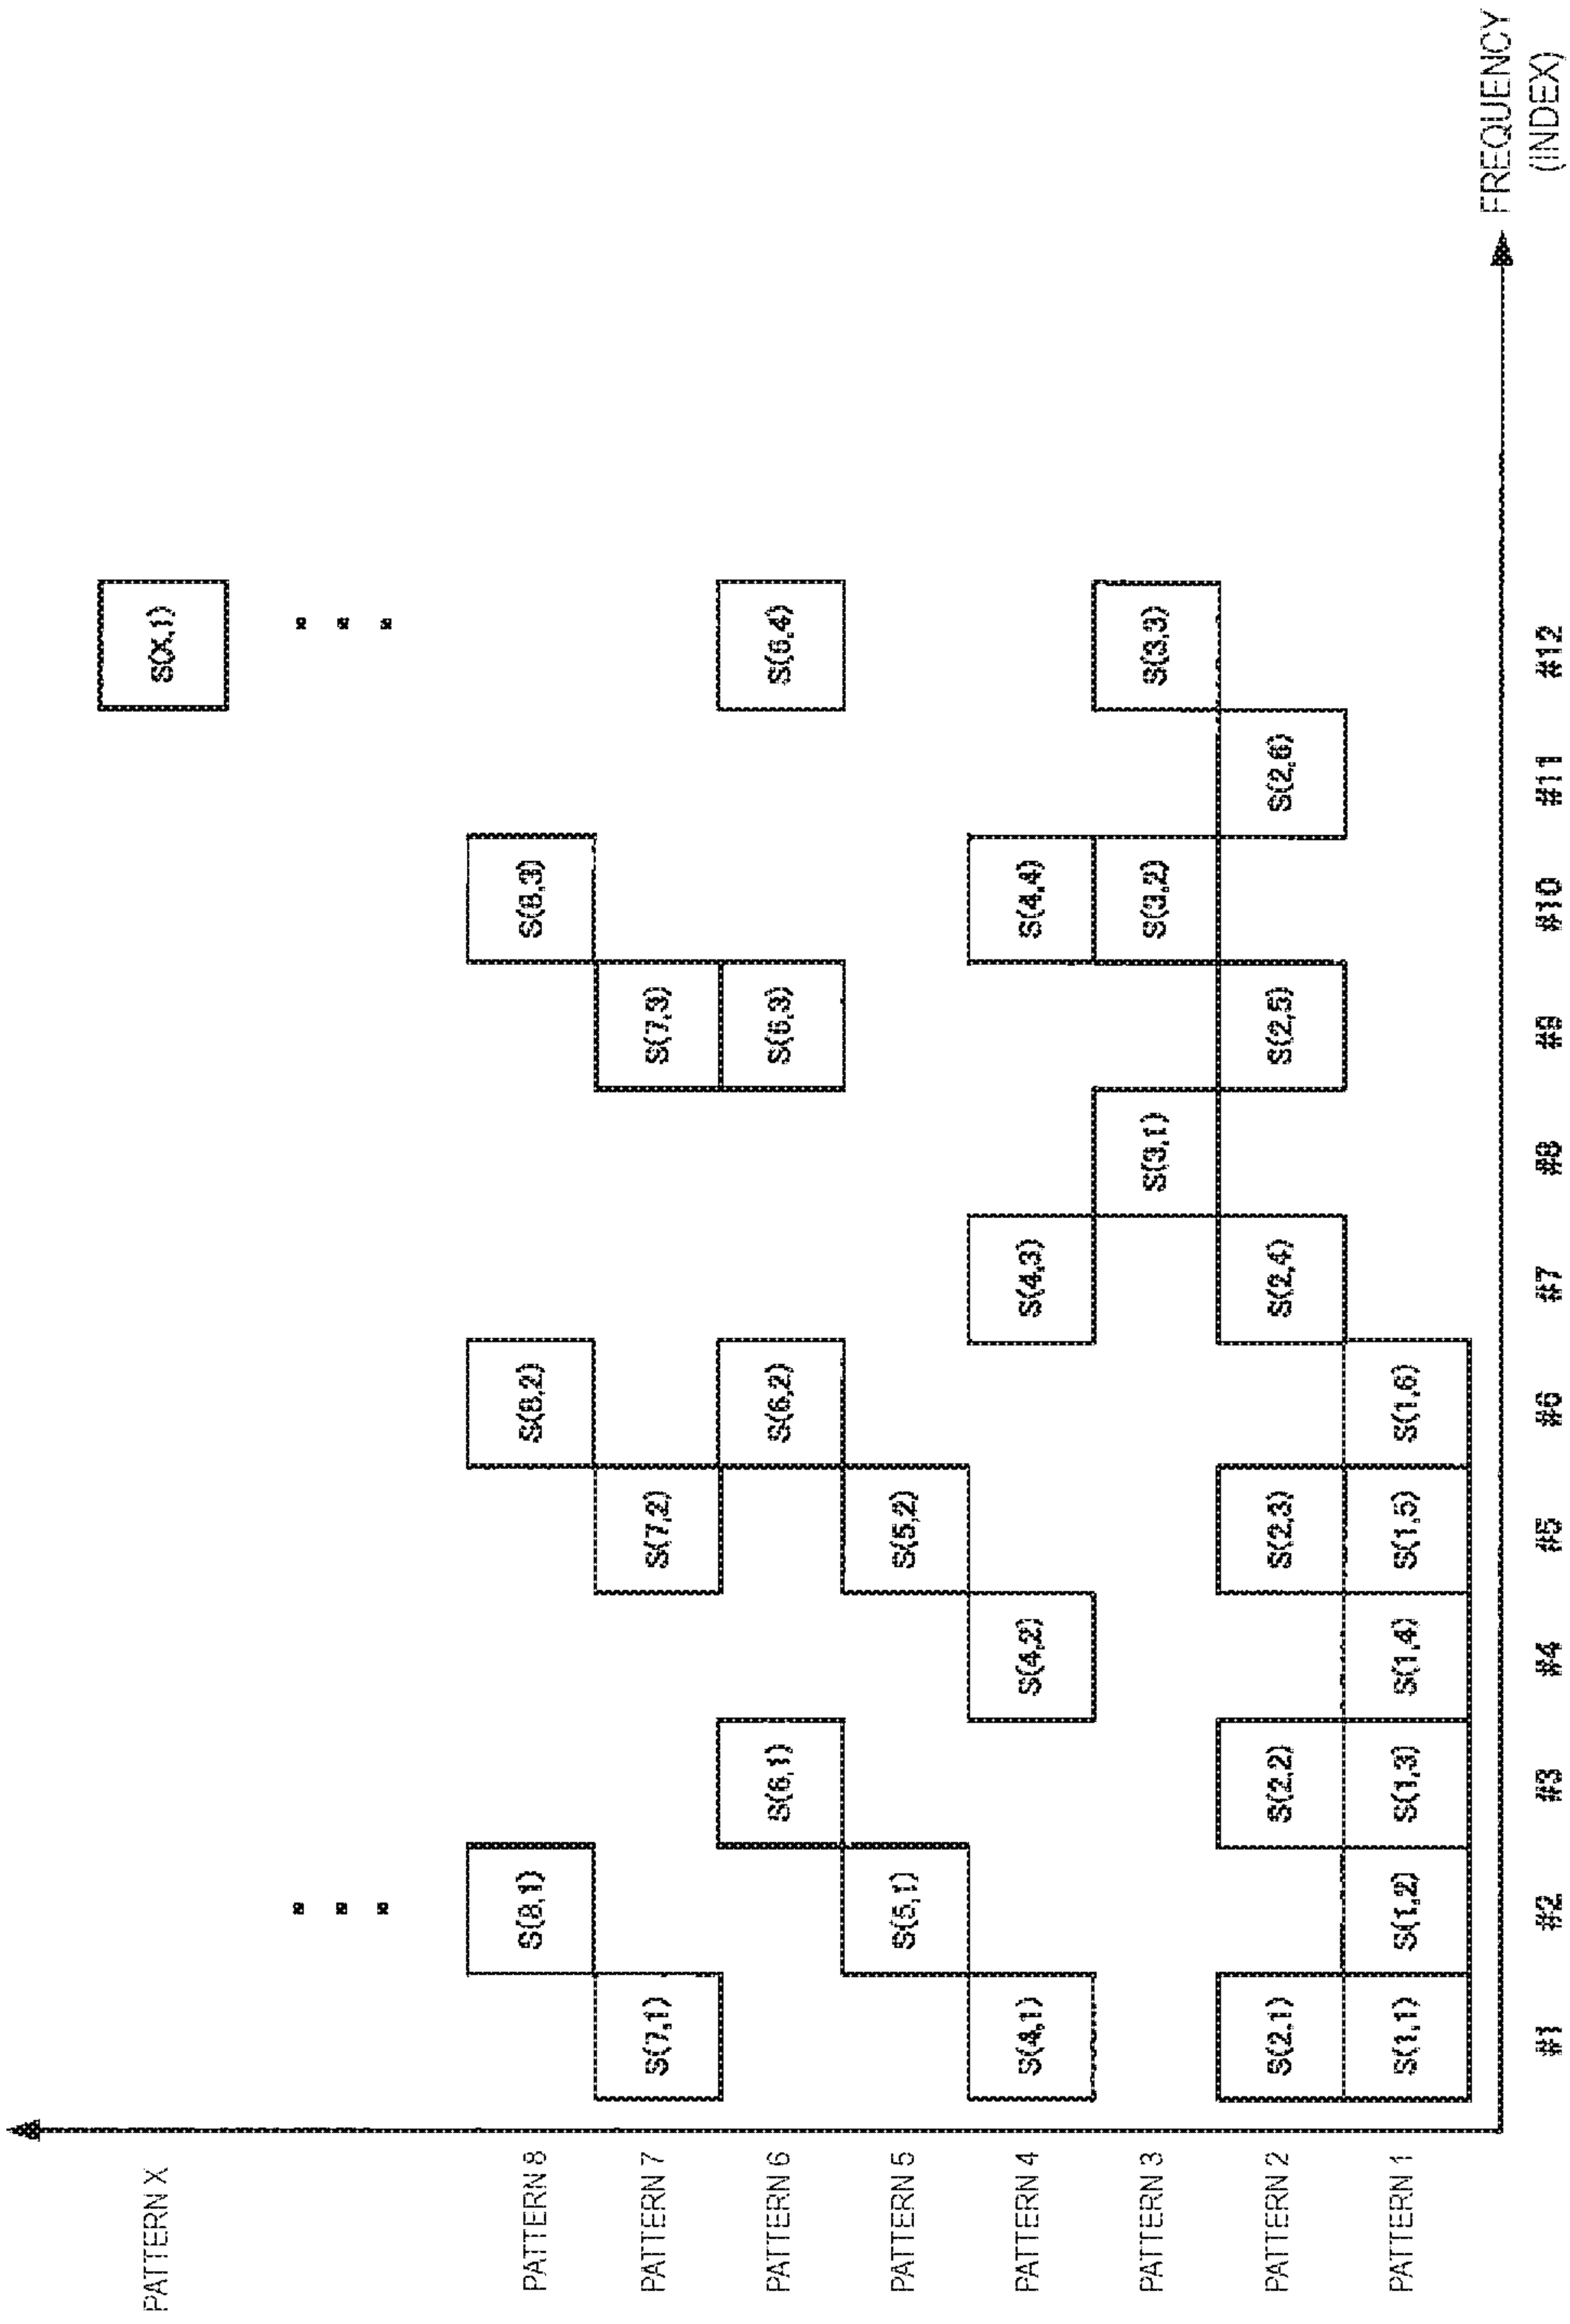 PATTERN X
S(X,1)
PATTERN 8
S(8,1)
S(8,2)
S(8,3)
PATTERN 7
S(7,1)
S(7,2)
S(7,3)
PATTERN 6
S(6,1)
S(6,2)
S(6,3)
S(6,4)
PATTERN 5
S(5,1)
S(5,2)
PATTERN 4
S(4,1)
S(4,2)
S(4,3)
S(4,4)
PATTERN 3
S(3,1)
S(3,2)
S(3,3)
PATTERN 2
S(2,1)
S(2,2)
S(2,3)
S(2,4)
S(2,5)
S(2,6)
PATTERN 1
S(1,1)
S(1,2)
S(1,3)
S(1,4)
S(1,5)
S(1,6)
#1
#2
#3
#4
#5
#6
#7
#8
#9
#10
#11
#12
FREQUENCY
(INDEX)